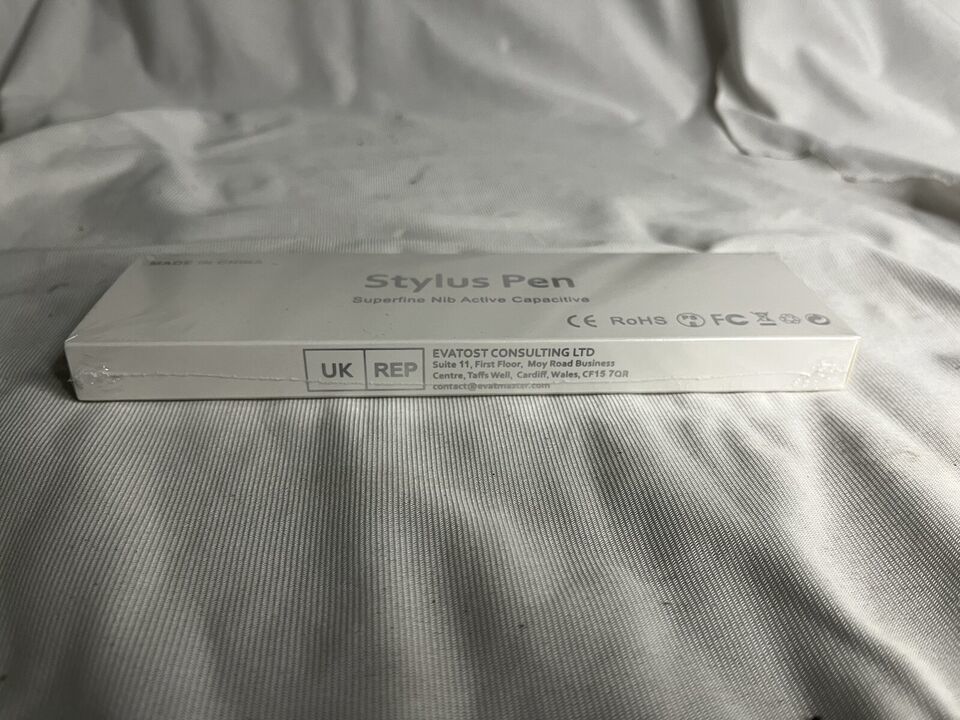 MADE IN CHINA
Stylus Pen
Superfine Nib Active Capacitive
CE RoHS FC
UK REP
EVATOST CONSULTING LTD
Suite 11, First Floor, Moy Road Business
Centre, Taffs Well, Cardiff, Wales, CF15 7QR
contact@evatmaster.com